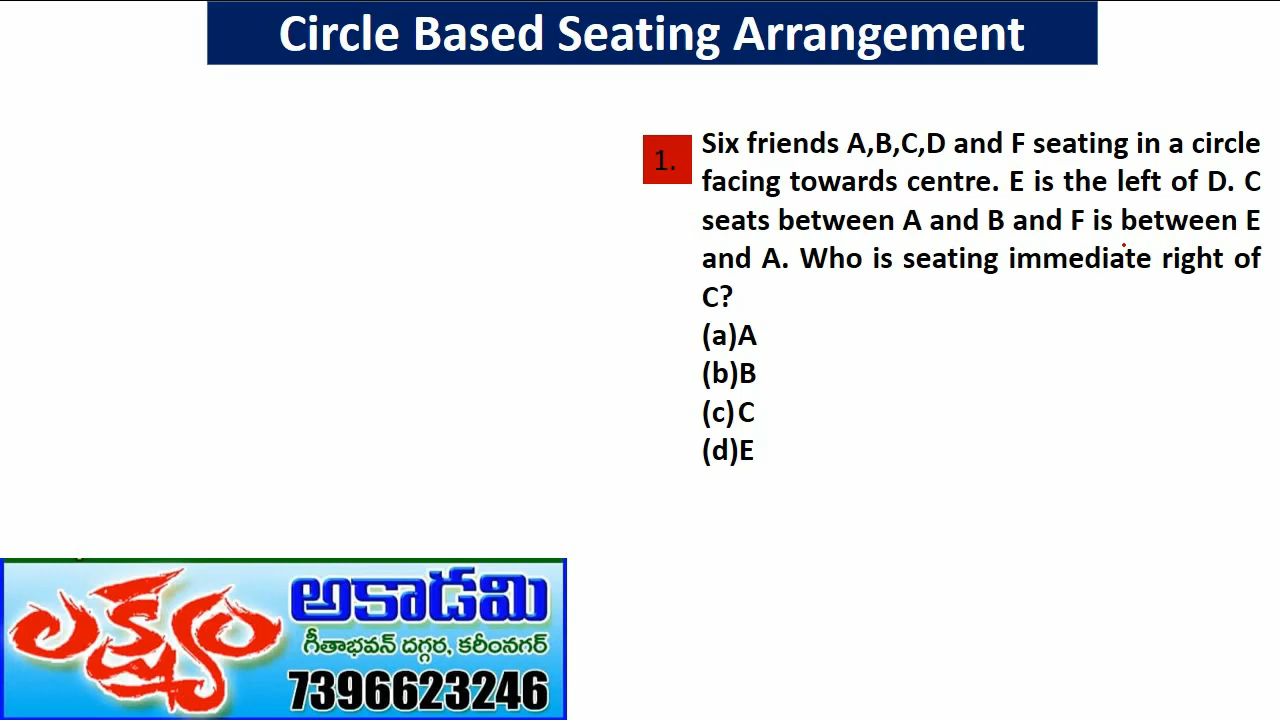 Circle Based Seating Arrangement
1.
Six friends A,B,C,D and F seating in a circle
facing towards centre. E is the left of D. C
seats between A and B and F is between E
and A. Who is seating immediate right of
C?
(a)A
(b)B
(c)C
(d)E
లక్ష్యం
అకాడమి
గీతాభవన్ దగ్గర, కరీంనగర్
7396623246